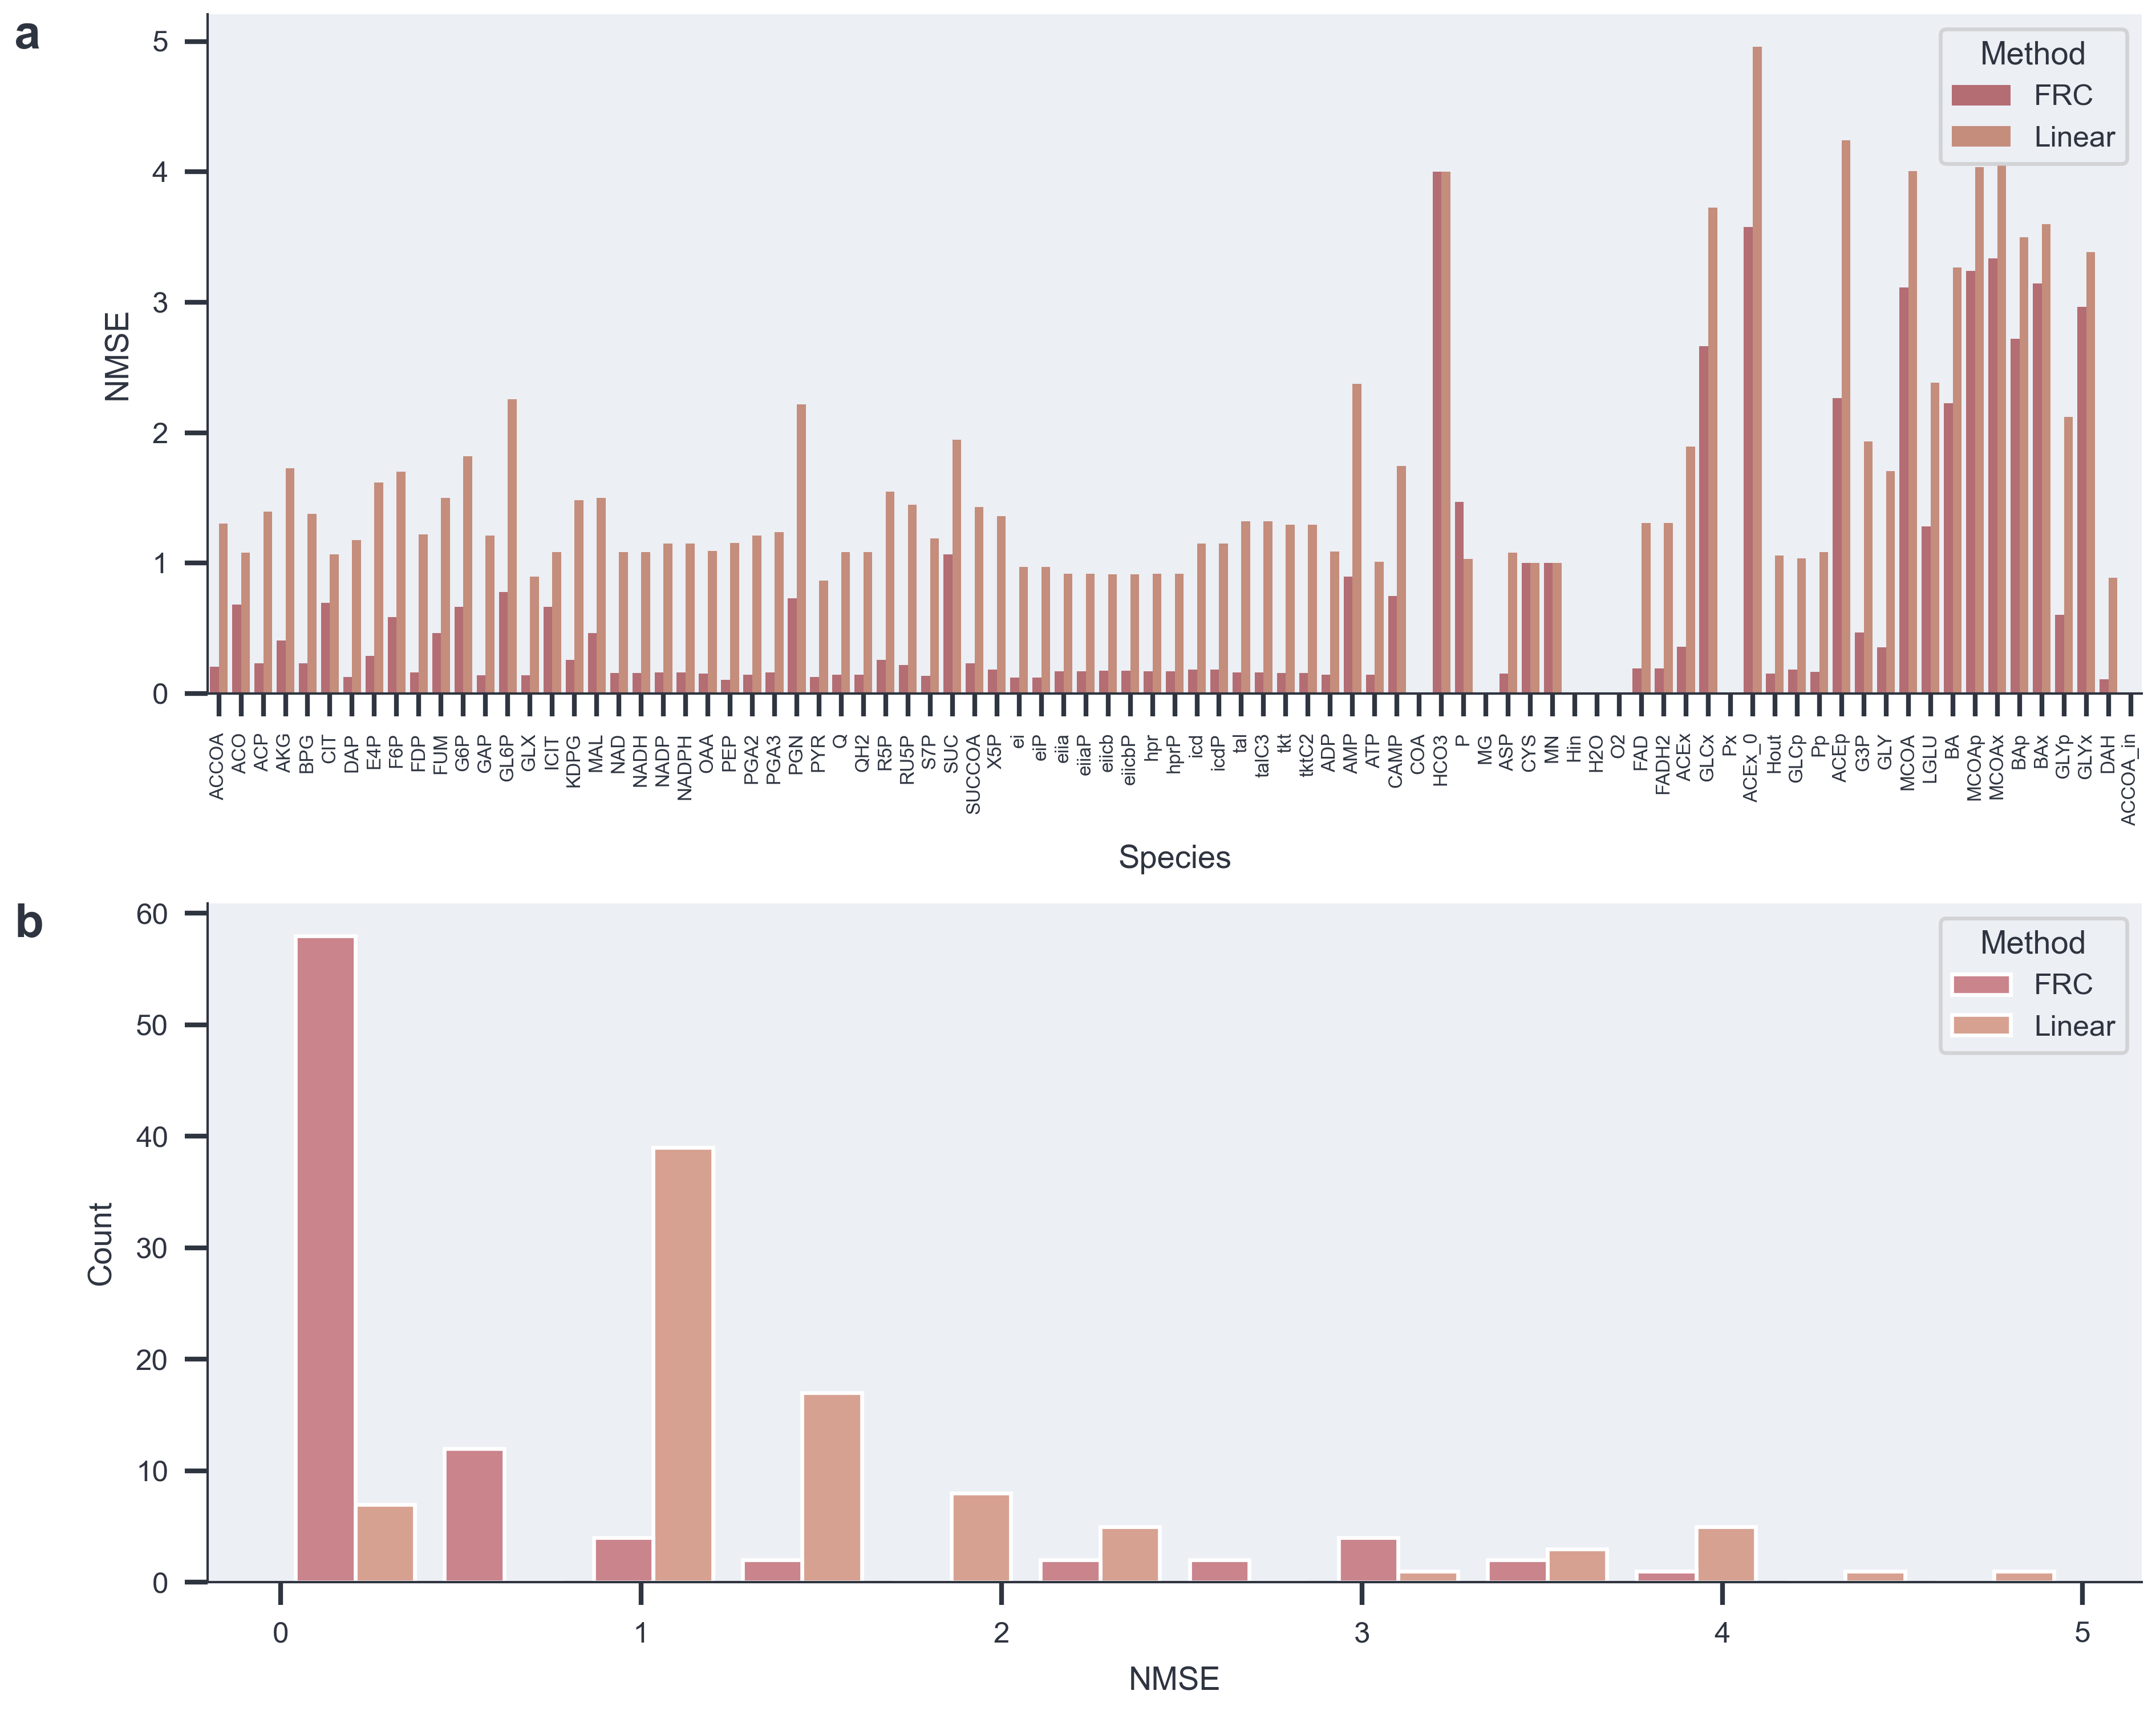 a
5
4
3
2
1
0
NMSE
Method
FRC
Linear
ACCOA
ACO
ACP
AKG
BPG
CIT
DAP
E4P
F6P
FDP
FUM
G6P
GAP
GL6P
GLX
ICIT
KDPG
MAL
NAD
NADH
NADP
NADPH
OAA
PEP
PGA2
PGA3
PGN
PYR
Q
QH2
R5P
RU5P
S7P
SUC
SUCCOA
X5P
ei
eiP
eiia
eiiaP
eiicb
eiicbP
hpr
hprP
icd
icdP
tal
talC3
tkt
tktC2
ADP
AMP
ATP
CAMP
COA
HCO3
P
MG
ASP
CYS
MN
Hin
H2O
O2
FAD
FADH2
ACEx
GLCx
Px
ACEx_0
Hout
GLCp
Pp
ACEp
G3P
GLY
MCOA
LGLU
BA
MCOAp
MCOAx
BAp
BAx
GLYp
GLYx
DAH
ACCOA_in
Species
b
60
50
40
30
20
10
0
Count
Method
FRC
Linear
0 1 2 3 4 5
NMSE